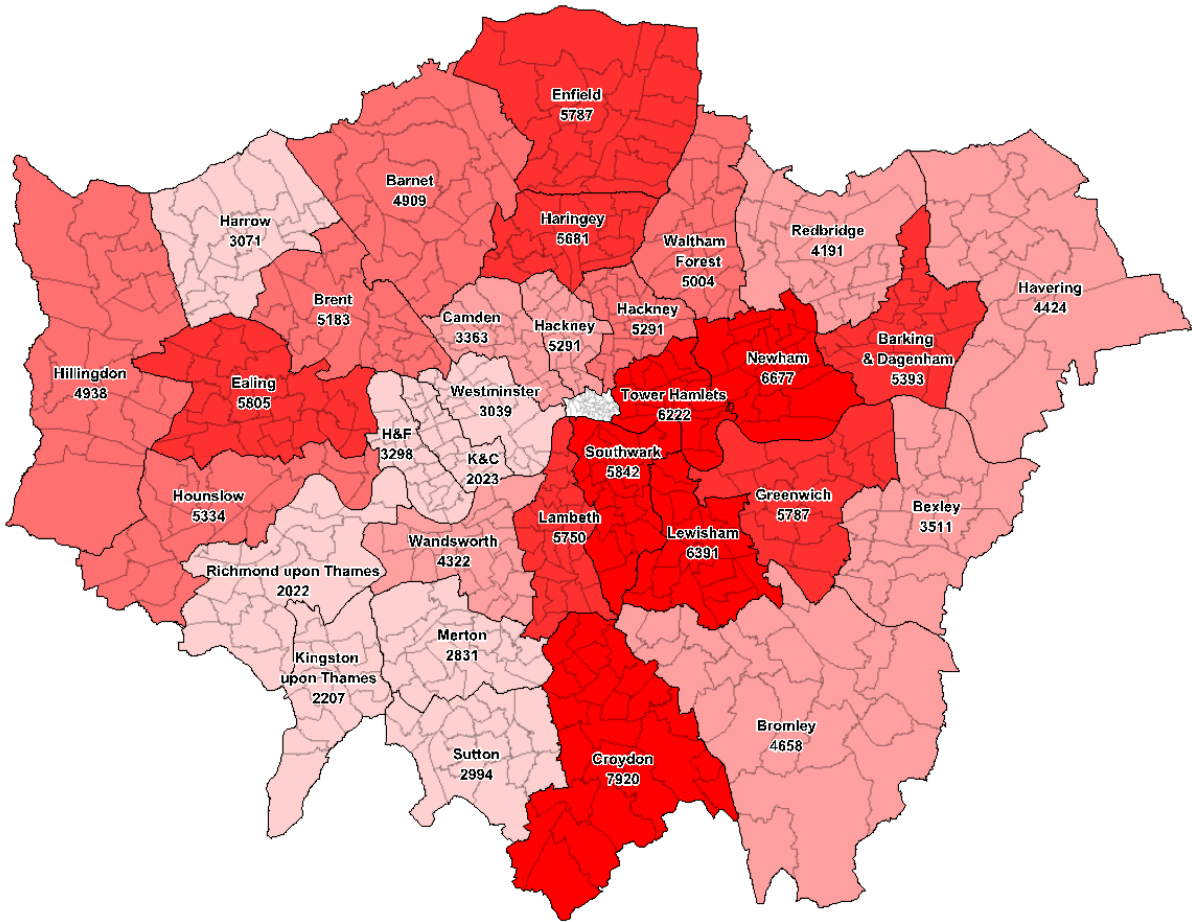 Enfield
5787
Barnet
4909
Harrow
3071
Haringey
5681
Waltham
Forest
5004
Redbridge
4191
Havering
4424
Brent
5183
Camden
3363
Hackney
5291
Hackney
5291
Barking
& Dagenham
5393
Hillingdon
4938
Ealing
5805
Newham
6677
Westminster
3039
Tower Hamlets
6222
H&F
3298
K&C
2023
Southwark
5842
Hounslow
5334
Greenwich
5787
Bexley
3511
Lambeth
5750
Lewisham
6391
Wandsworth
4322
Richmond upon Thames
2022
Merton
2831
Kingston
upon Thames
2207
Bromley
4658
Sutton
2994
Croydon
7920